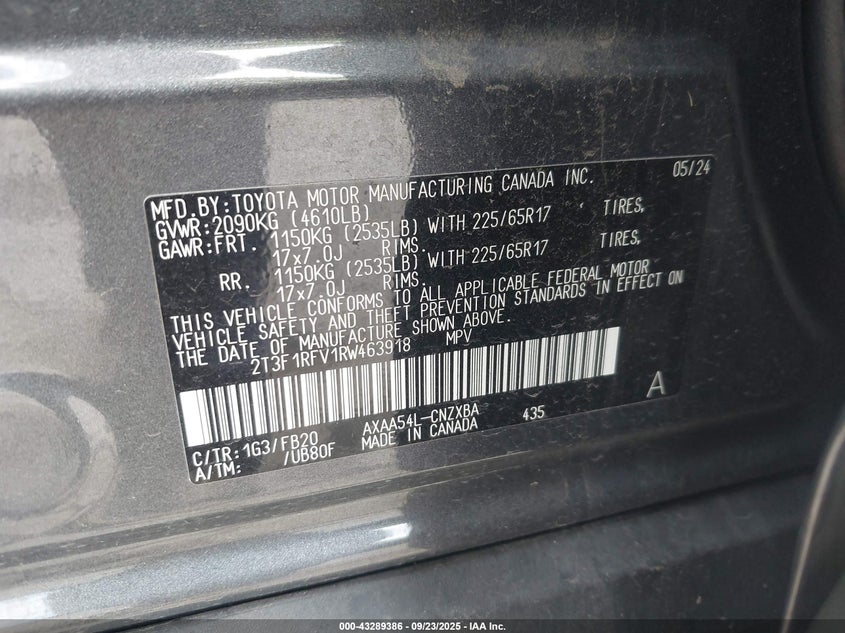 MFD.BY:TOYOTA MOTOR MANUFACTURING CANADA INC. 05/24
GVWR:2090KG (4610LB)
GAWR:FRT. 1150KG (2535LB) WITH 225/65R17 TIRES,
17x7.0J RIMS.
RR. 1150KG (2535LB) WITH 225/65R17 TIRES,
17x7.0J RIMS.
THIS VEHICLE CONFORMS TO ALL APPLICABLE FEDERAL MOTOR
VEHICLE SAFETY AND THEFT PREVENTION STANDARDS IN EFFECT ON
THE DATE OF MANUFACTURE SHOWN ABOVE.
2T3F1RFV1RW463918 MPV
A
C/TR:1G3/FB20 AXAA54L-CNZXBA 435
A/TM: /UB80F MADE IN CANADA
000-43289386 - 09/23/2025 - IAA Inc.